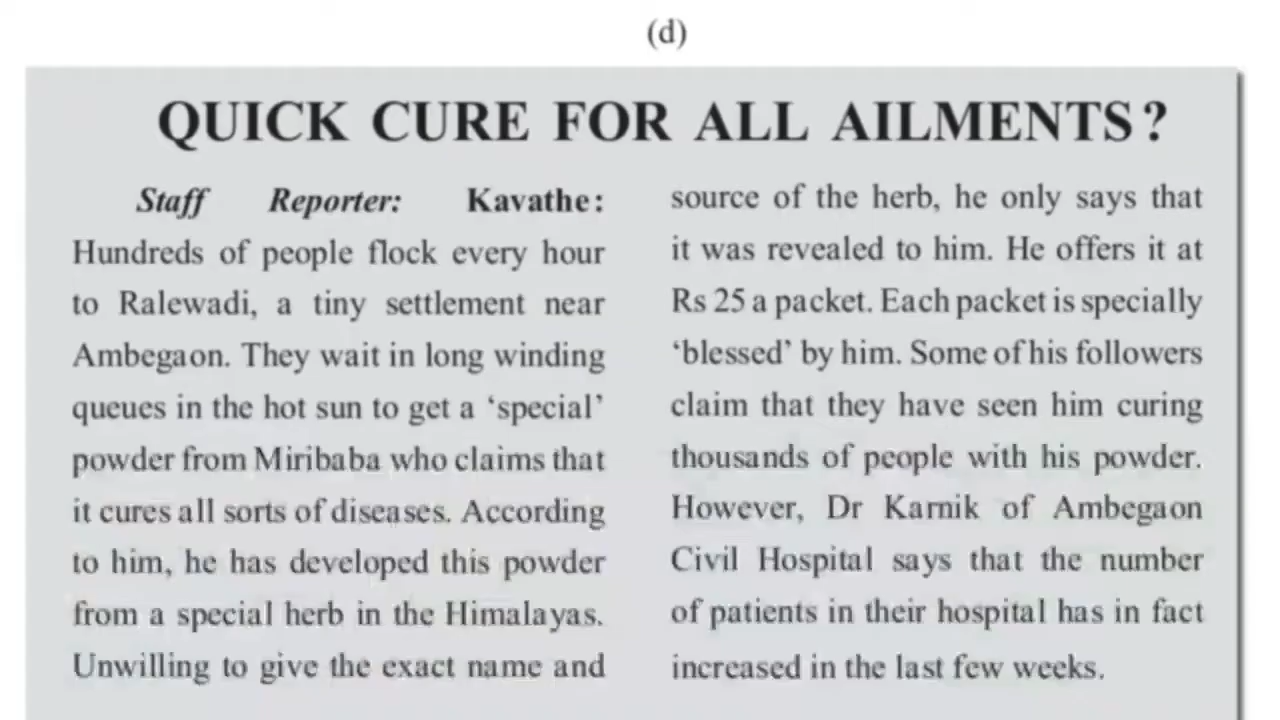 (d)
QUICK CURE FOR ALL AILMENTS?
Staff Reporter: Kavathe:
Hundreds of people flock every hour
to Ralewadi, a tiny settlement near
Ambegaon. They wait in long winding
queues in the hot sun to get a ‘special’
powder from Miribaba who claims that
it cures all sorts of diseases. According
to him, he has developed this powder
from a special herb in the Himalayas.
Unwilling to give the exact name and
source of the herb, he only says that
it was revealed to him. He offers it at
Rs 25 a packet. Each packet is specially
‘blessed’ by him. Some of his followers
claim that they have seen him curing
thousands of people with his powder.
However, Dr Karnik of Ambegaon
Civil Hospital says that the number
of patients in their hospital has in fact
increased in the last few weeks.